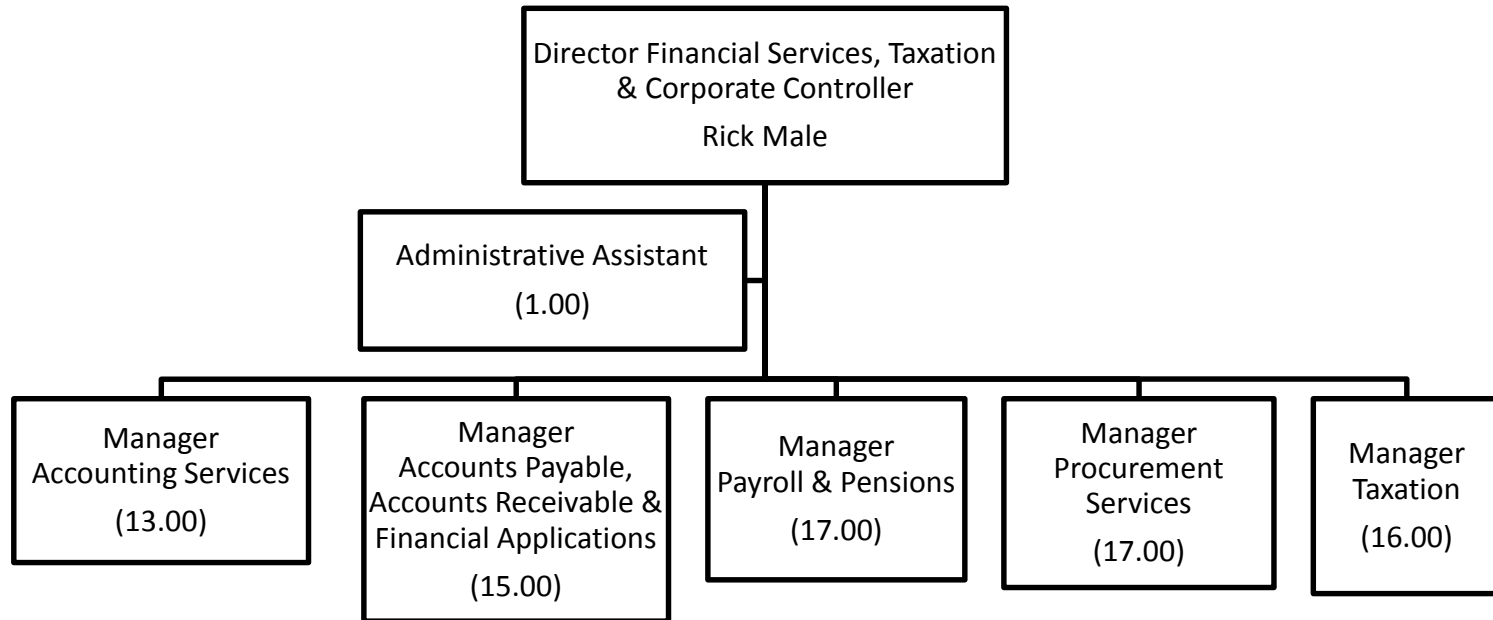 Director Financial Services, Taxation
& Corporate Controller
Rick Male
Administrative Assistant
(1.00)
Manager
Accounting Services
(13.00)
Manager
Accounts Payable,
Accounts Receivable &
Financial Applications
(15.00)
Manager
Payroll & Pensions
(17.00)
Manager
Procurement
Services
(17.00)
Manager
Taxation
(16.00)